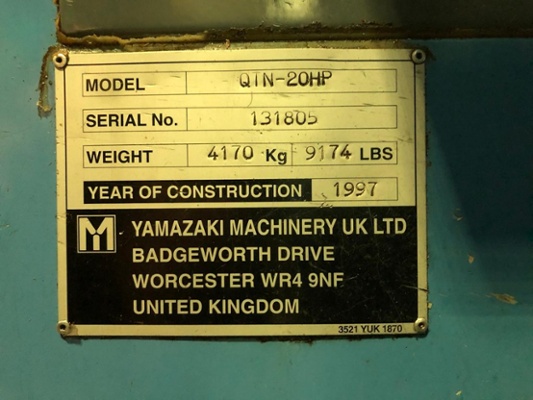 MODEL QTN-20HP
SERIAL No. 131805
WEIGHT 4170 Kg 9174 LBS
YEAR OF CONSTRUCTION 1997
M YAMAZAKI MACHINERY UK LTD
BADGEWORTH DRIVE
WORCESTER WR4 9NF
UNITED KINGDOM
3521 YUK 1870